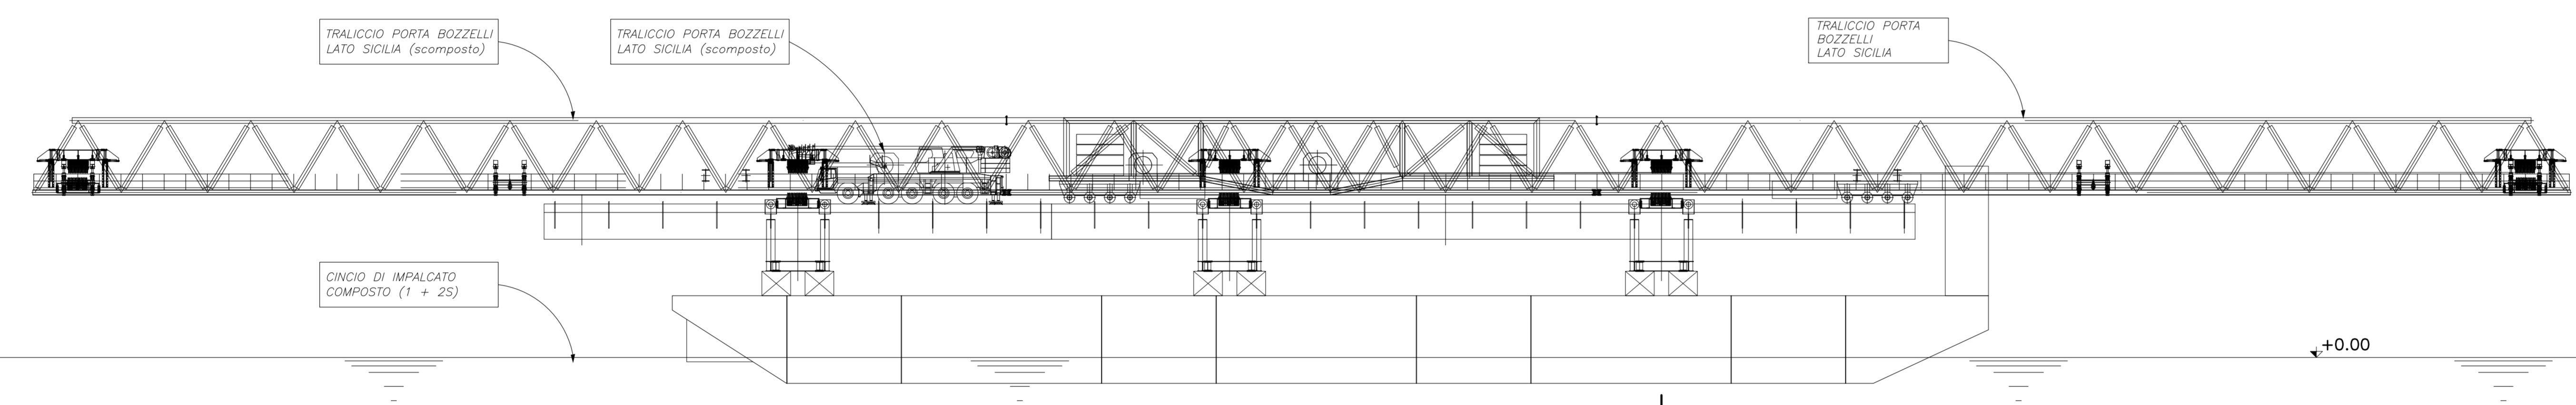 TRALICCIO PORTA BOZZELLI
LATO SICILIA (scomposto)
TRALICCIO PORTA BOZZELLI
LATO SICILIA (scomposto)
TRALICCIO PORTA
BOZZELLI
LATO SICILIA
CINCIO DI IMPALCATO
COMPOSTO (1 + 2S)
+0.00